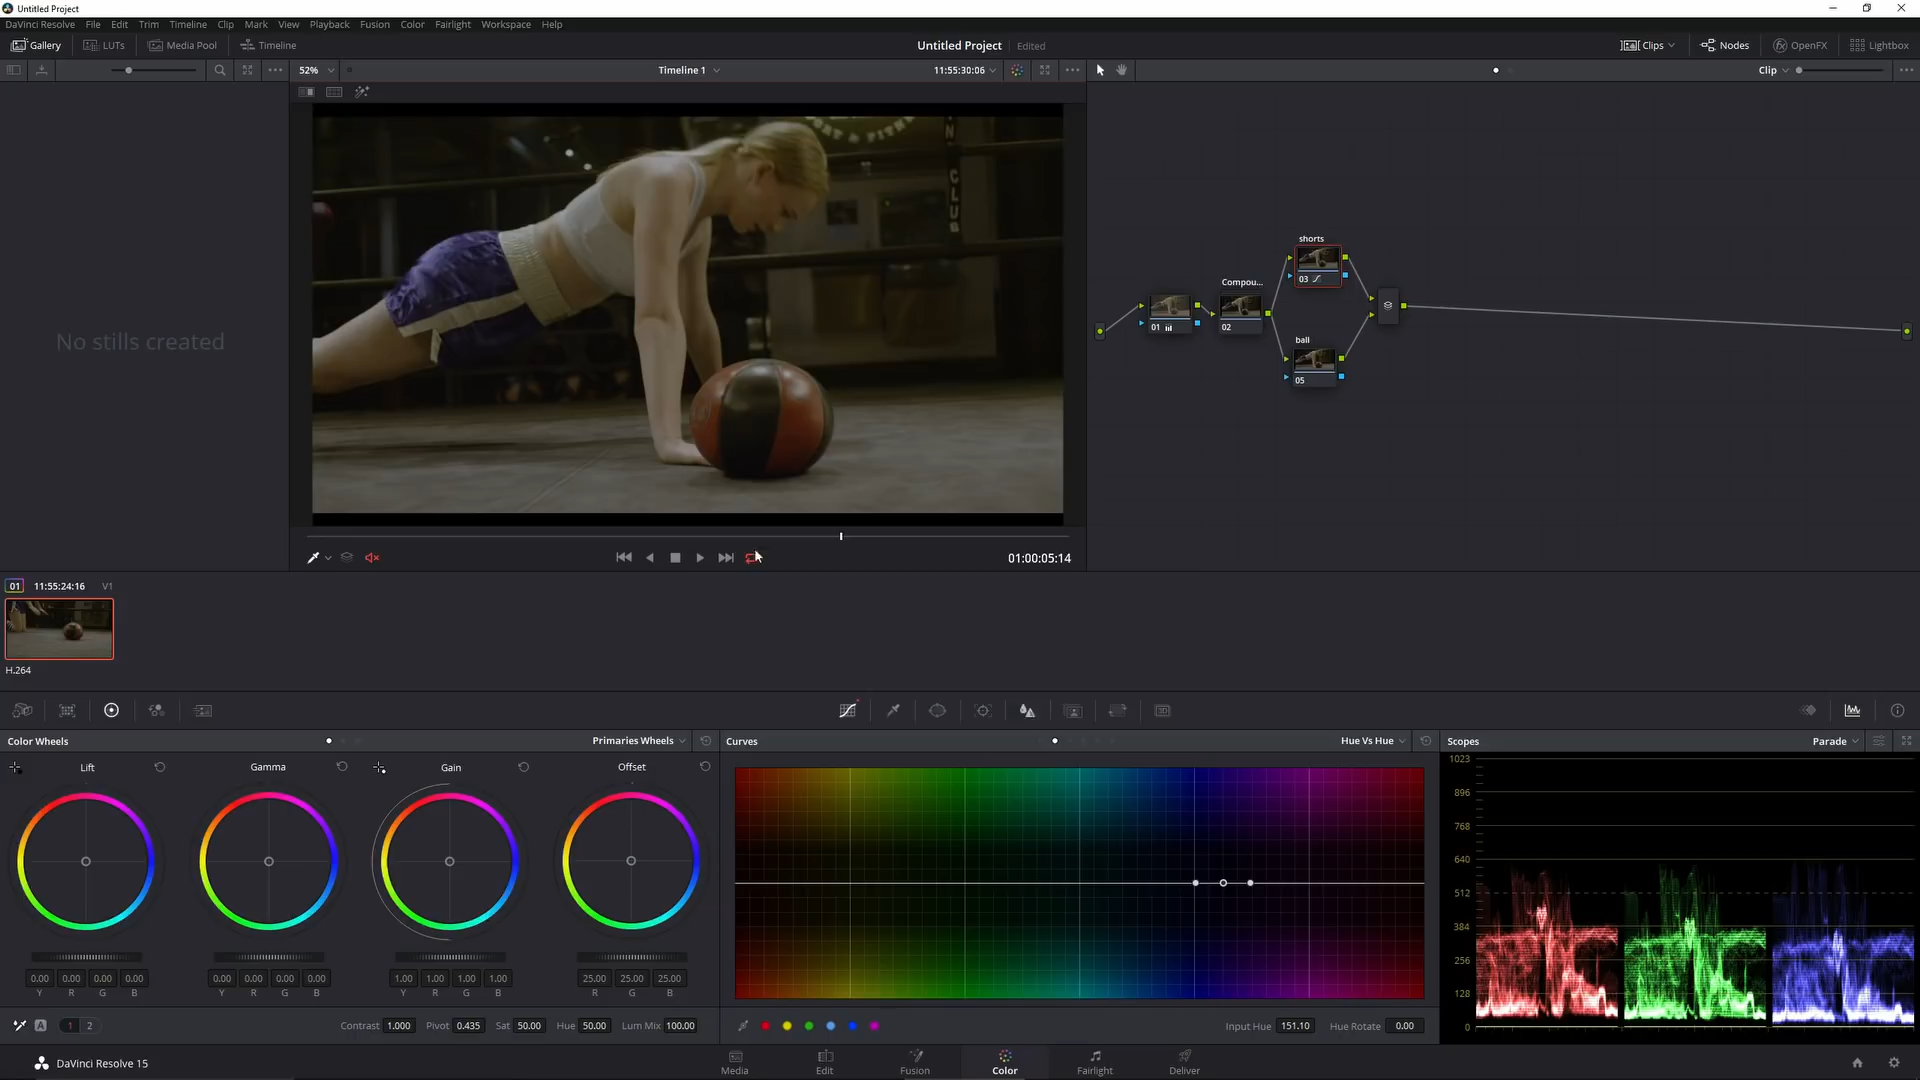 Untitled Project
DaVinci Resolve File Edit Trim Timeline Clip Mark View Playback Fusion Color Fairlight Workspace Help
Gallery LUTs Media Pool Timeline Untitled Project Edited Clips Nodes OpenFX Lightbox
52% Timeline 1 11:55:30:06 Clip
CLUB
No stills created
shorts
03
Compou...
01 02
ball
05
01:00:05:14
01 11:55:24:16 V1
H.264
Color Wheels Primaries Wheels Curves Hue Vs Hue Scopes Parade
Lift Gamma Gain Offset
1023
896
768
640
512
384
256
128
0
0.00 0.00 0.00 0.00 0.00 0.00 0.00 0.00 1.00 1.00 1.00 1.00 25.00 25.00 25.00
Y R G B Y R G B Y R G B R G B
A 1 2 Contrast 1.000 Pivot 0.435 Sat 50.00 Hue 50.00 Lum Mix 100.00 Input Hue 151.10 Hue Rotate 0.00
DaVinci Resolve 15 Media Edit Fusion Color Fairlight Deliver